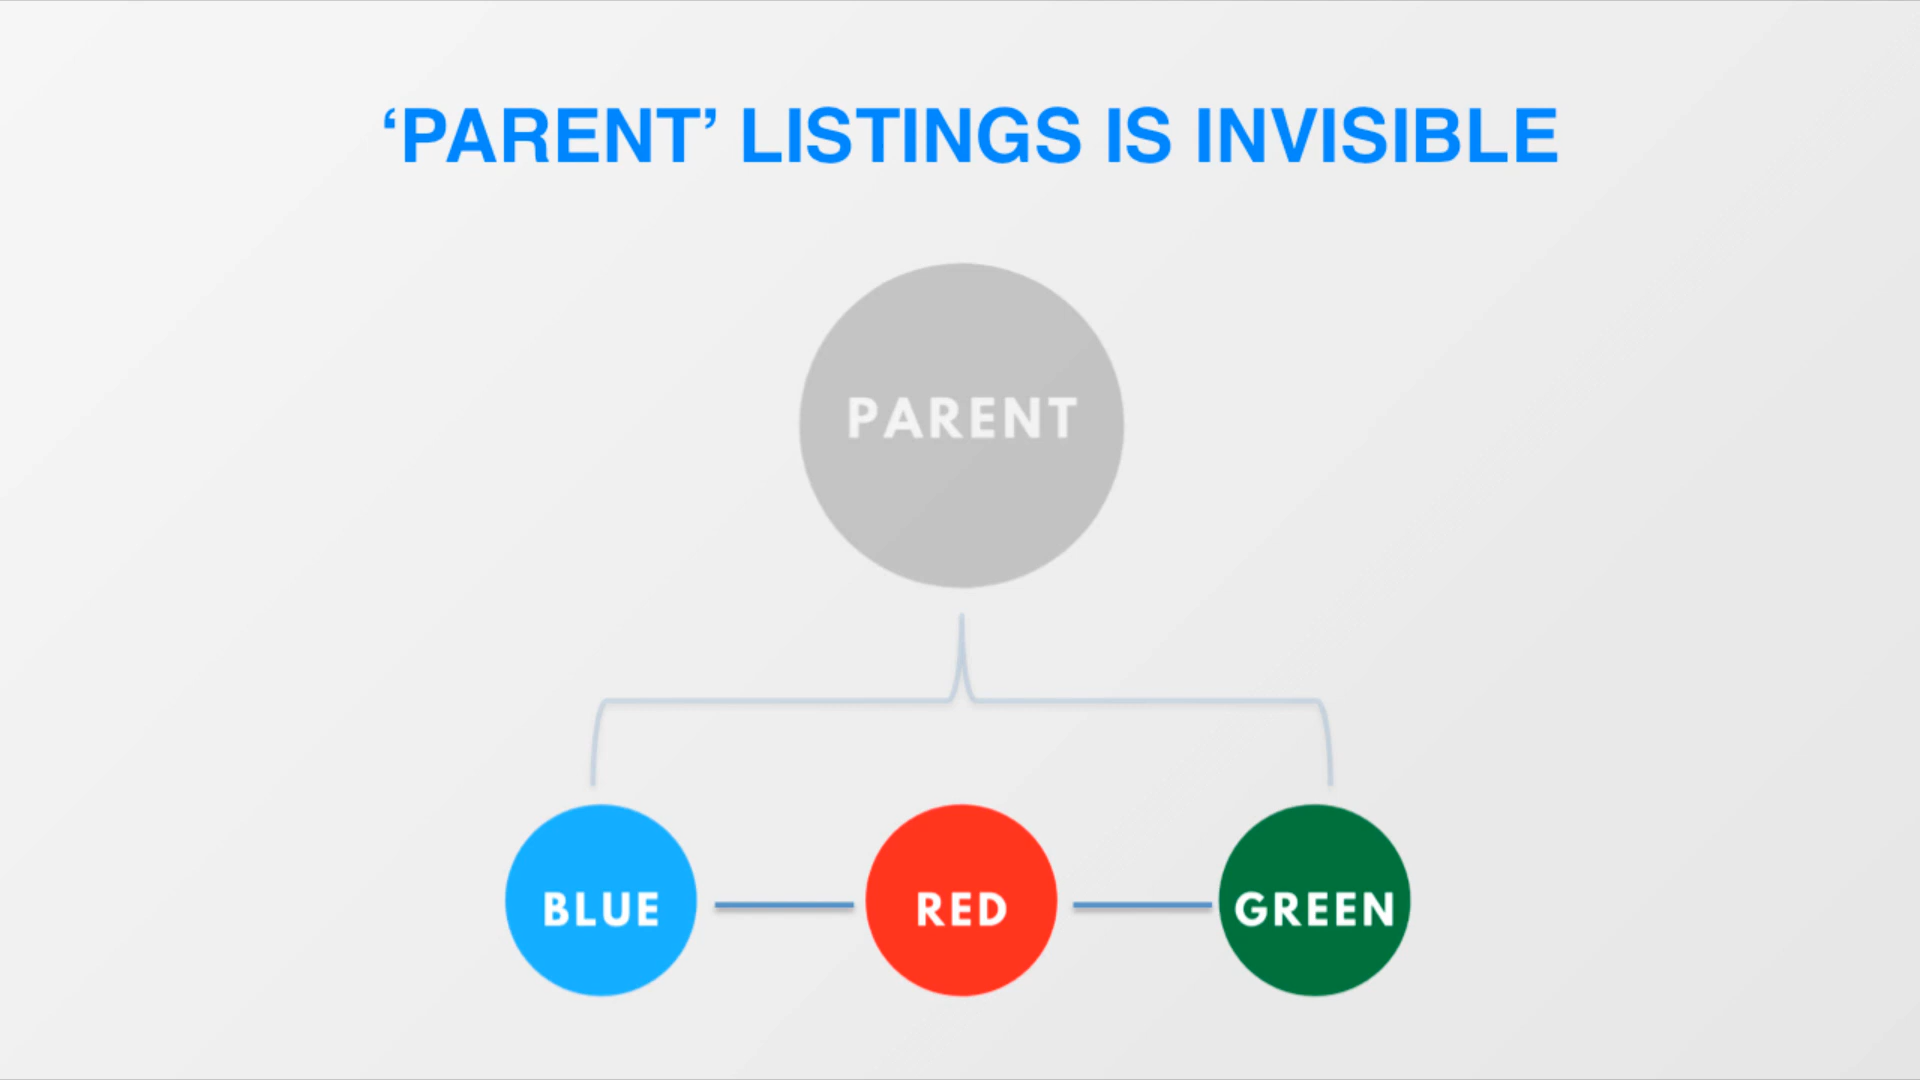 ‘PARENT’ LISTINGS IS INVISIBLE
PARENT
BLUE
RED
GREEN